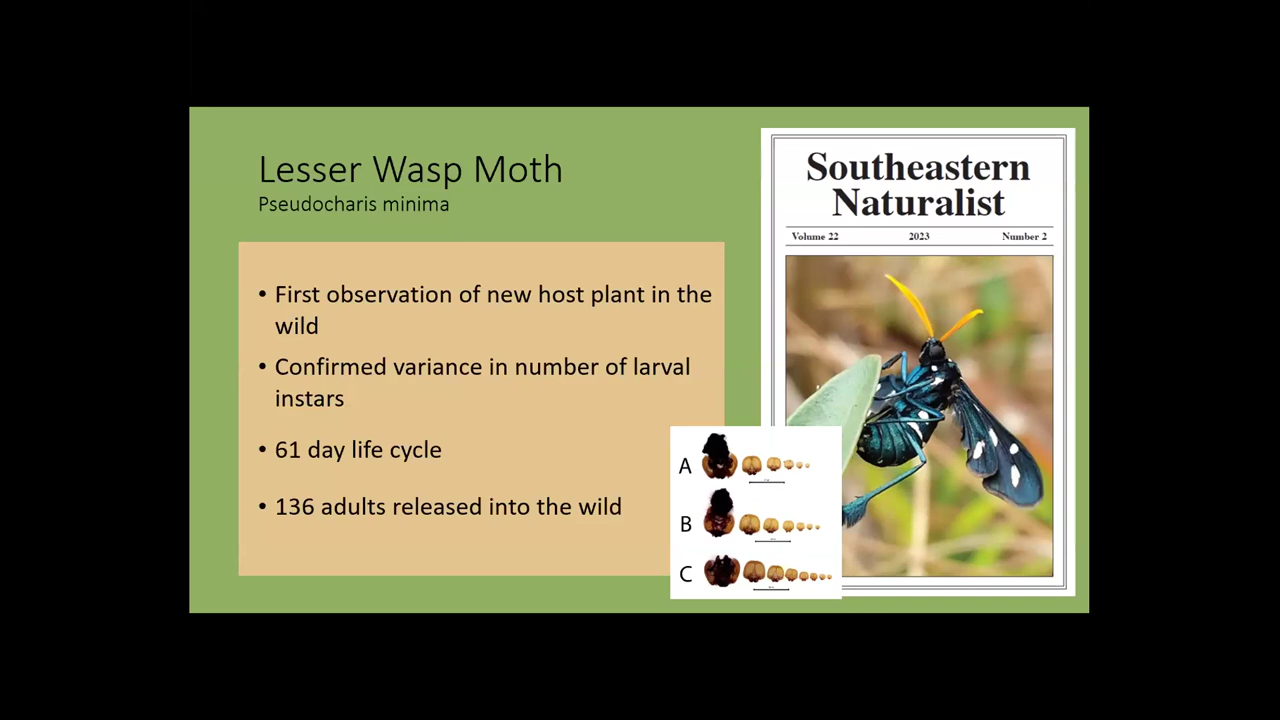 Lesser Wasp Moth
Pseudocharis minima
• First observation of new host plant in the
wild
• Confirmed variance in number of larval
instars
• 61 day life cycle
• 136 adults released into the wild
Southeastern
Naturalist
Volume 22 2023 Number 2
A
B
C